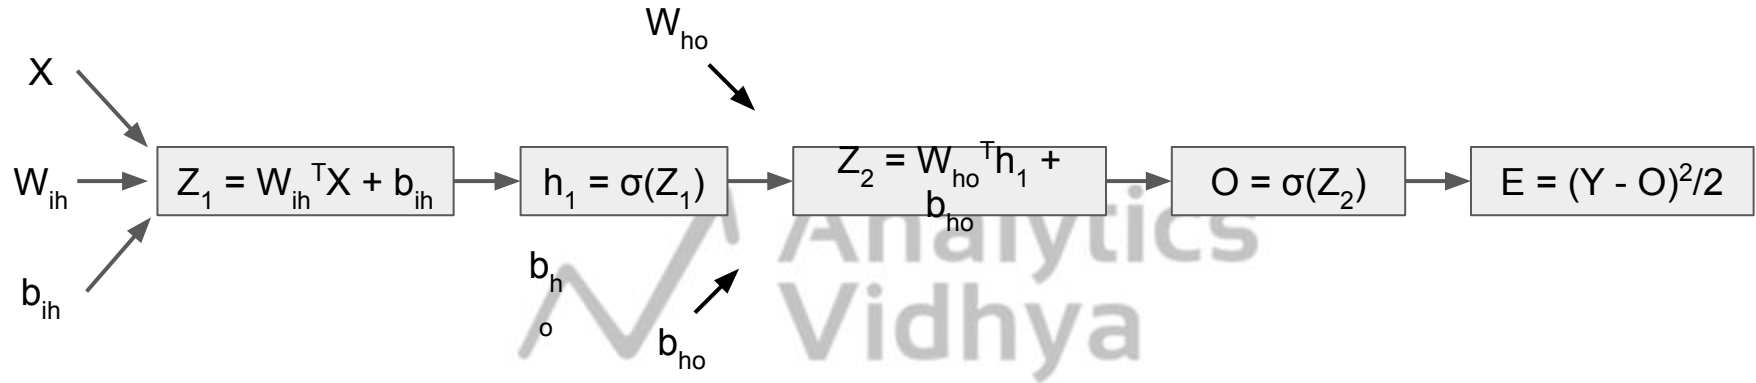 W_ho
X
W_ih
b_ih
Z_1 = W_ih^T X + b_ih
h_1 = σ(Z_1)
Z_2 = W_ho^T h_1 +
b_ho
O = σ(Z_2)
E = (Y - O)^2/2
b_h
o
b_ho
Analytics
Vidhya